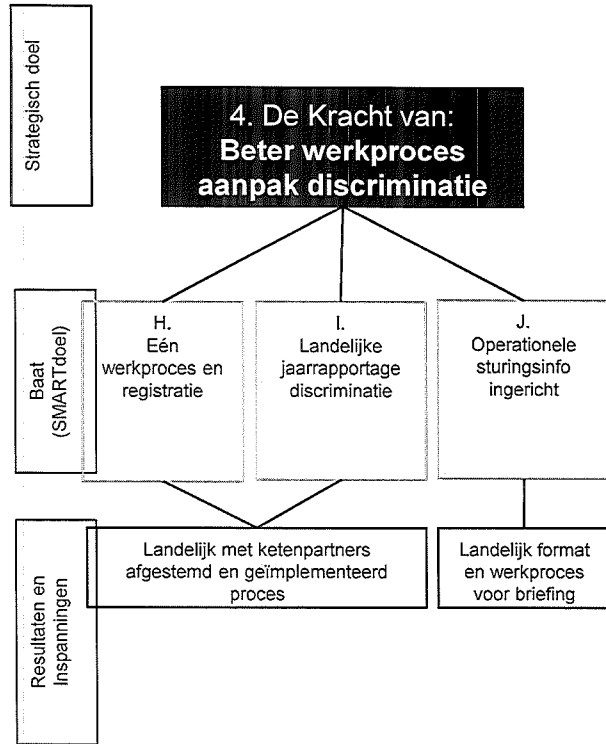 Strategisch doel
4. De Kracht van:
Beter werkproces
aanpak discriminatie
Baat
(SMARTdoel)
H.
Eén
werkproces en
registratie
I.
Landelijke
jaarrapportage
discriminatie
J.
Operationele
sturingsinfo
ingericht
Resultaten en
Inspanningen
Landelijk met ketenpartners
afgestemd en geïmplementeerd
proces
Landelijk format
en werkproces
voor briefing